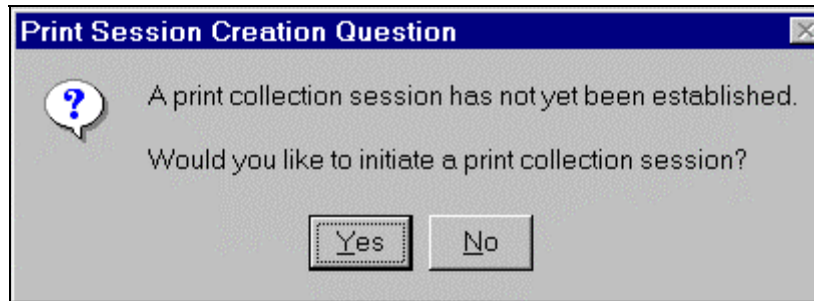 Print Session Creation Question
A print collection session has not yet been established.
Would you like to initiate a print collection session?
Yes No